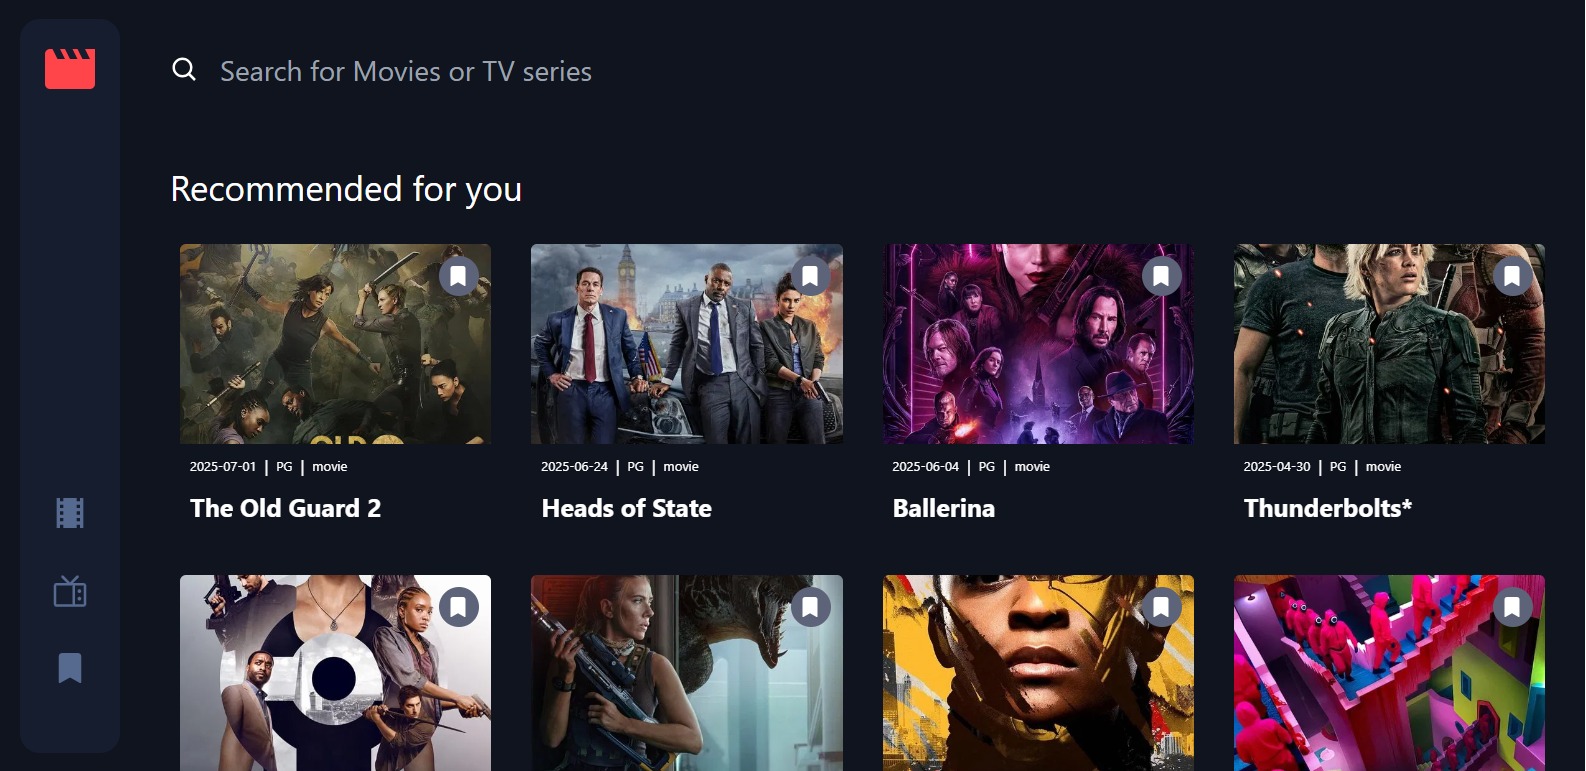 Search for Movies or TV series
Recommended for you
2025-07-01 | PG | movie
The Old Guard 2
2025-06-24 | PG | movie
Heads of State
2025-06-04 | PG | movie
Ballerina
2025-04-30 | PG | movie
Thunderbolts*